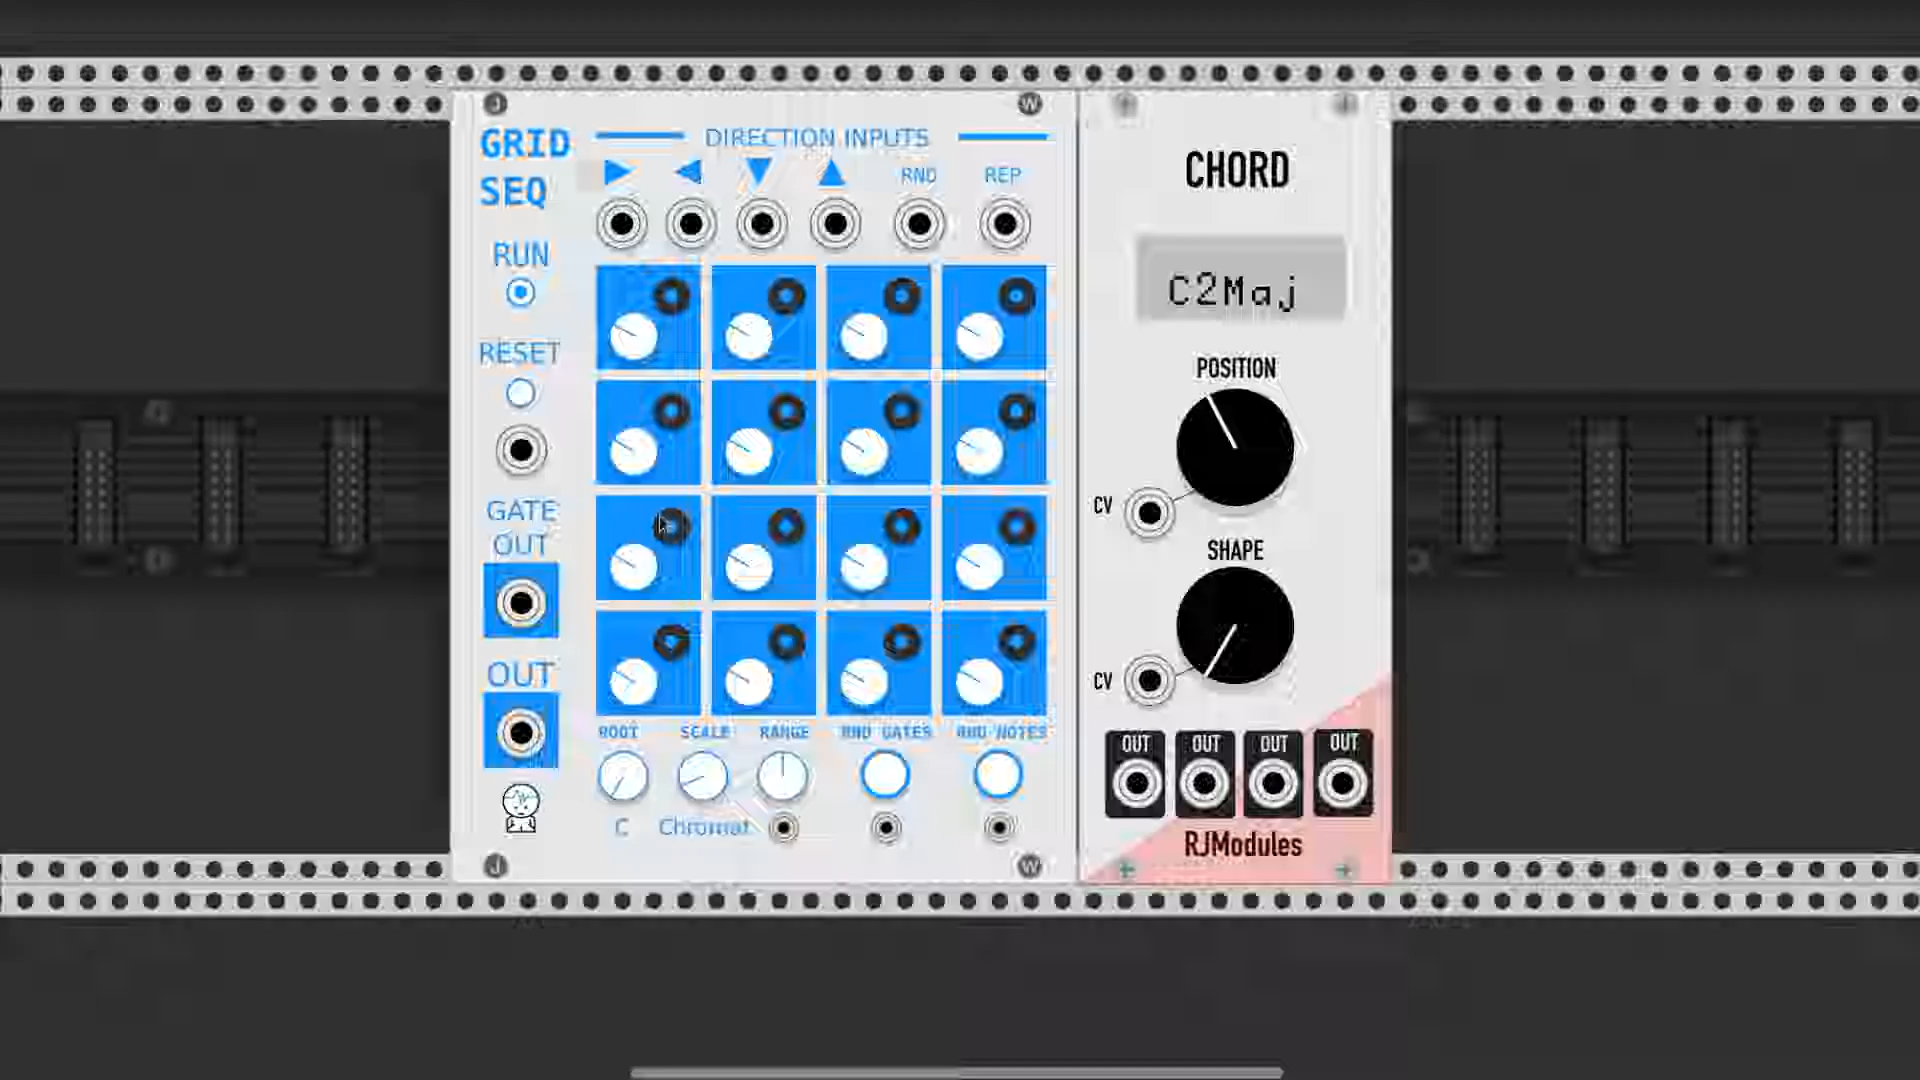 J
W
GRID
SEQ
DIRECTION INPUTS
RND REP
RUN
RESET
GATE
OUT
OUT
ROOT SCALE RANGE RND GATES RND NOTES
C Chromat.
J
W
CHORD
C2Maj
POSITION
CV
SHAPE
CV
OUT OUT OUT OUT
RJModules